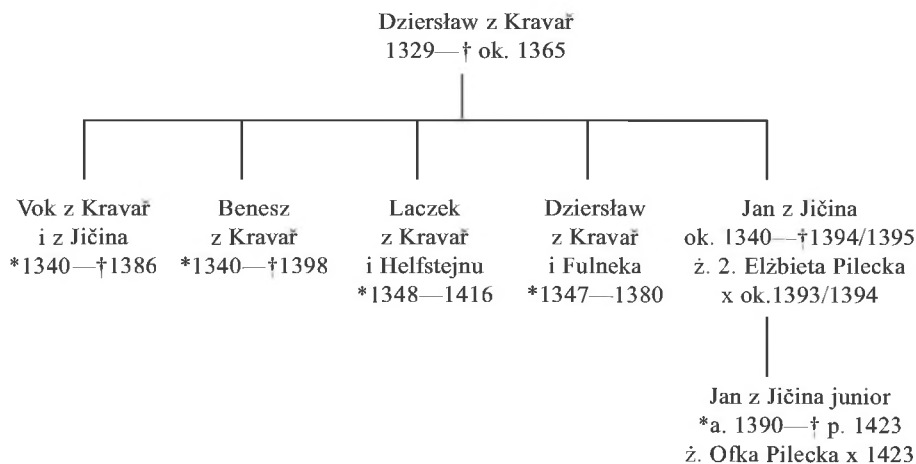 Dziersław z Kravař
1329—† ok. 1365
Vok z Kravař
i z Jičina
*1340—†1386
Benesz
z Kravař
*1340—†1398
Laczek
z Kravař
i Helfstejnu
*1348—1416
Dziersław
z Kravař
i Fulneka
*1347—1380
Jan z Jičina
ok. 1340—†1394/1395
ż. 2. Elżbieta Pilecka
x ok.1393/1394
Jan z Jičina junior
*a. 1390—† p. 1423
ż. Ofka Pilecka x 1423